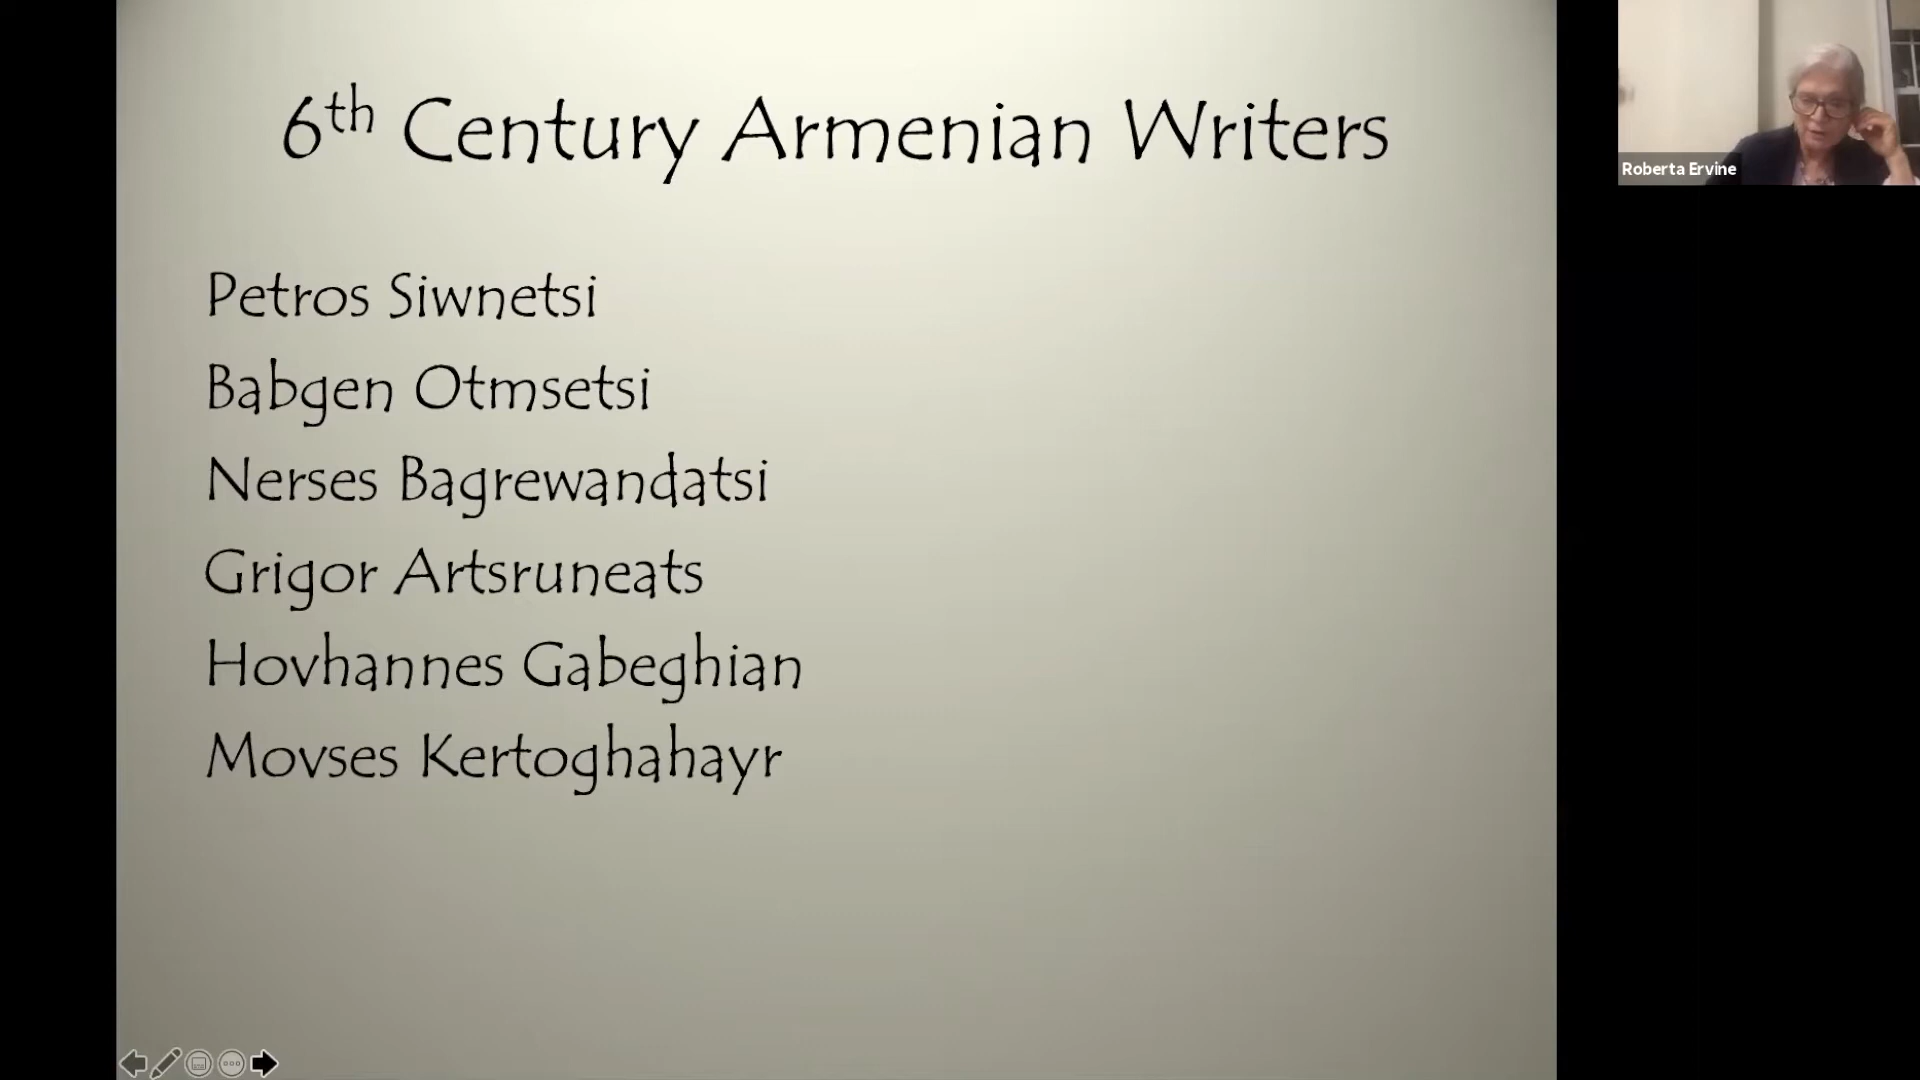 6th Century Armenian Writers
Petros Siwnetsi
Babgen Otmsetsi
Nerses Bagrewandatsi
Grigor Artsruneats
Hovhannes Gabeghian
Movses Kertoghahayr
Roberta Ervine